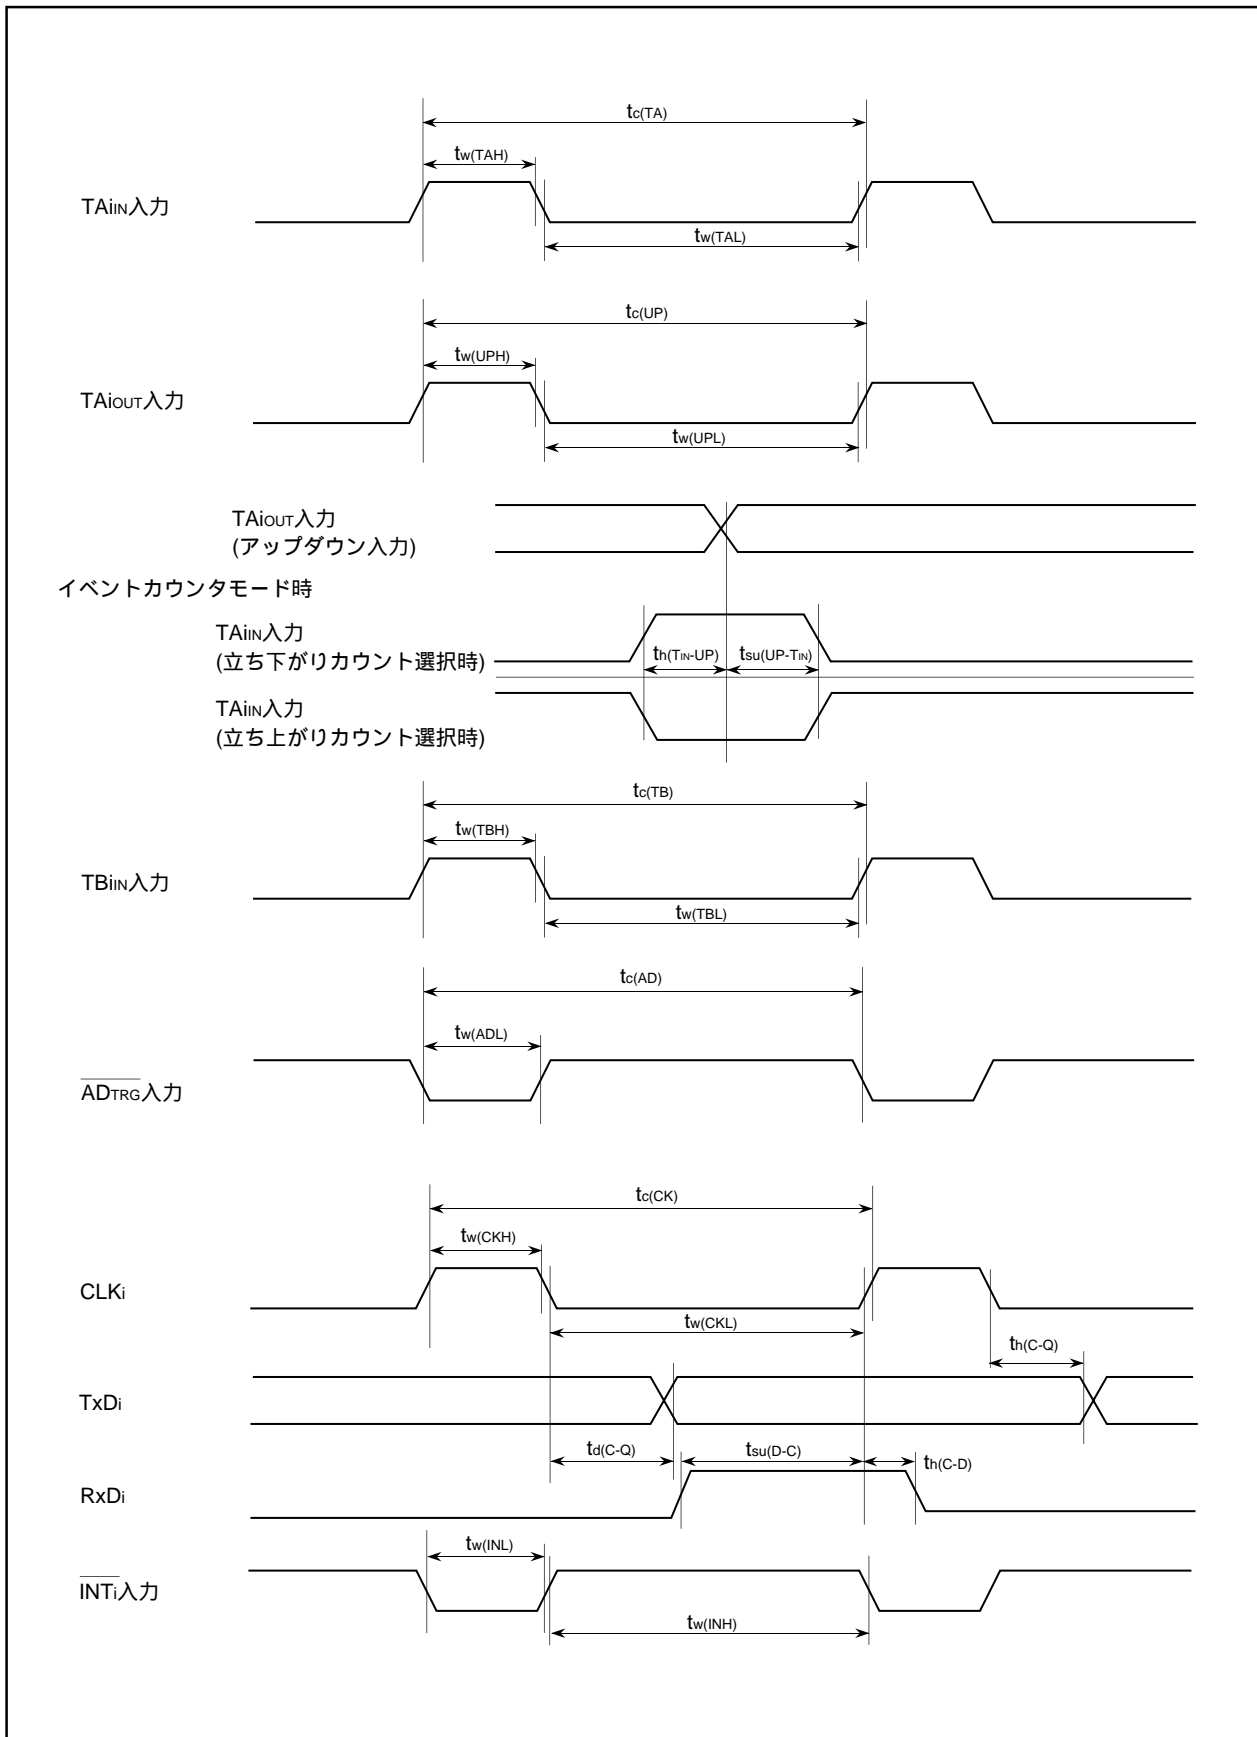 tc(TA)
tw(TAH)
TAiIN入力
tw(TAL)
tc(UP)
tw(UPH)
TAiOUT入力
tw(UPL)
TAiOUT入力
(アップダウン入力)
イベントカウンタモード時
TAiIN入力
(立ち下がりカウント選択時)
th(TIN-UP) tsu(UP-TIN)
TAiIN入力
(立ち上がりカウント選択時)
tc(TB)
tw(TBH)
TBiIN入力
tw(TBL)
tc(AD)
tw(ADL)
ADTRG入力
tc(CK)
tw(CKH)
CLKi
tw(CKL)
th(C-Q)
TxDi
td(C-Q) tsu(D-C) th(C-D)
RxDi
tw(INL)
INTi入力
tw(INH)